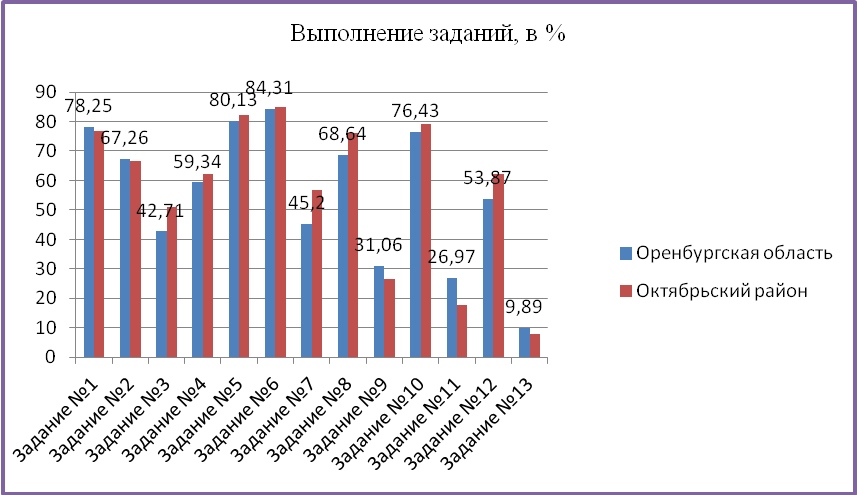 Выполнение заданий, в %
90
80
70
60
50
40
30
20
10
0
78,25
67,26
42,71
59,34
80,13
84,31
45,2
68,64
31,06
76,43
26,97
53,87
9,89
Задание №1
Задание №2
Задание №3
Задание №4
Задание №5
Задание №6
Задание №7
Задание №8
Задание №9
Задание №10
Задание №11
Задание №12
Задание №13
Оренбургская область
Октябрьский район